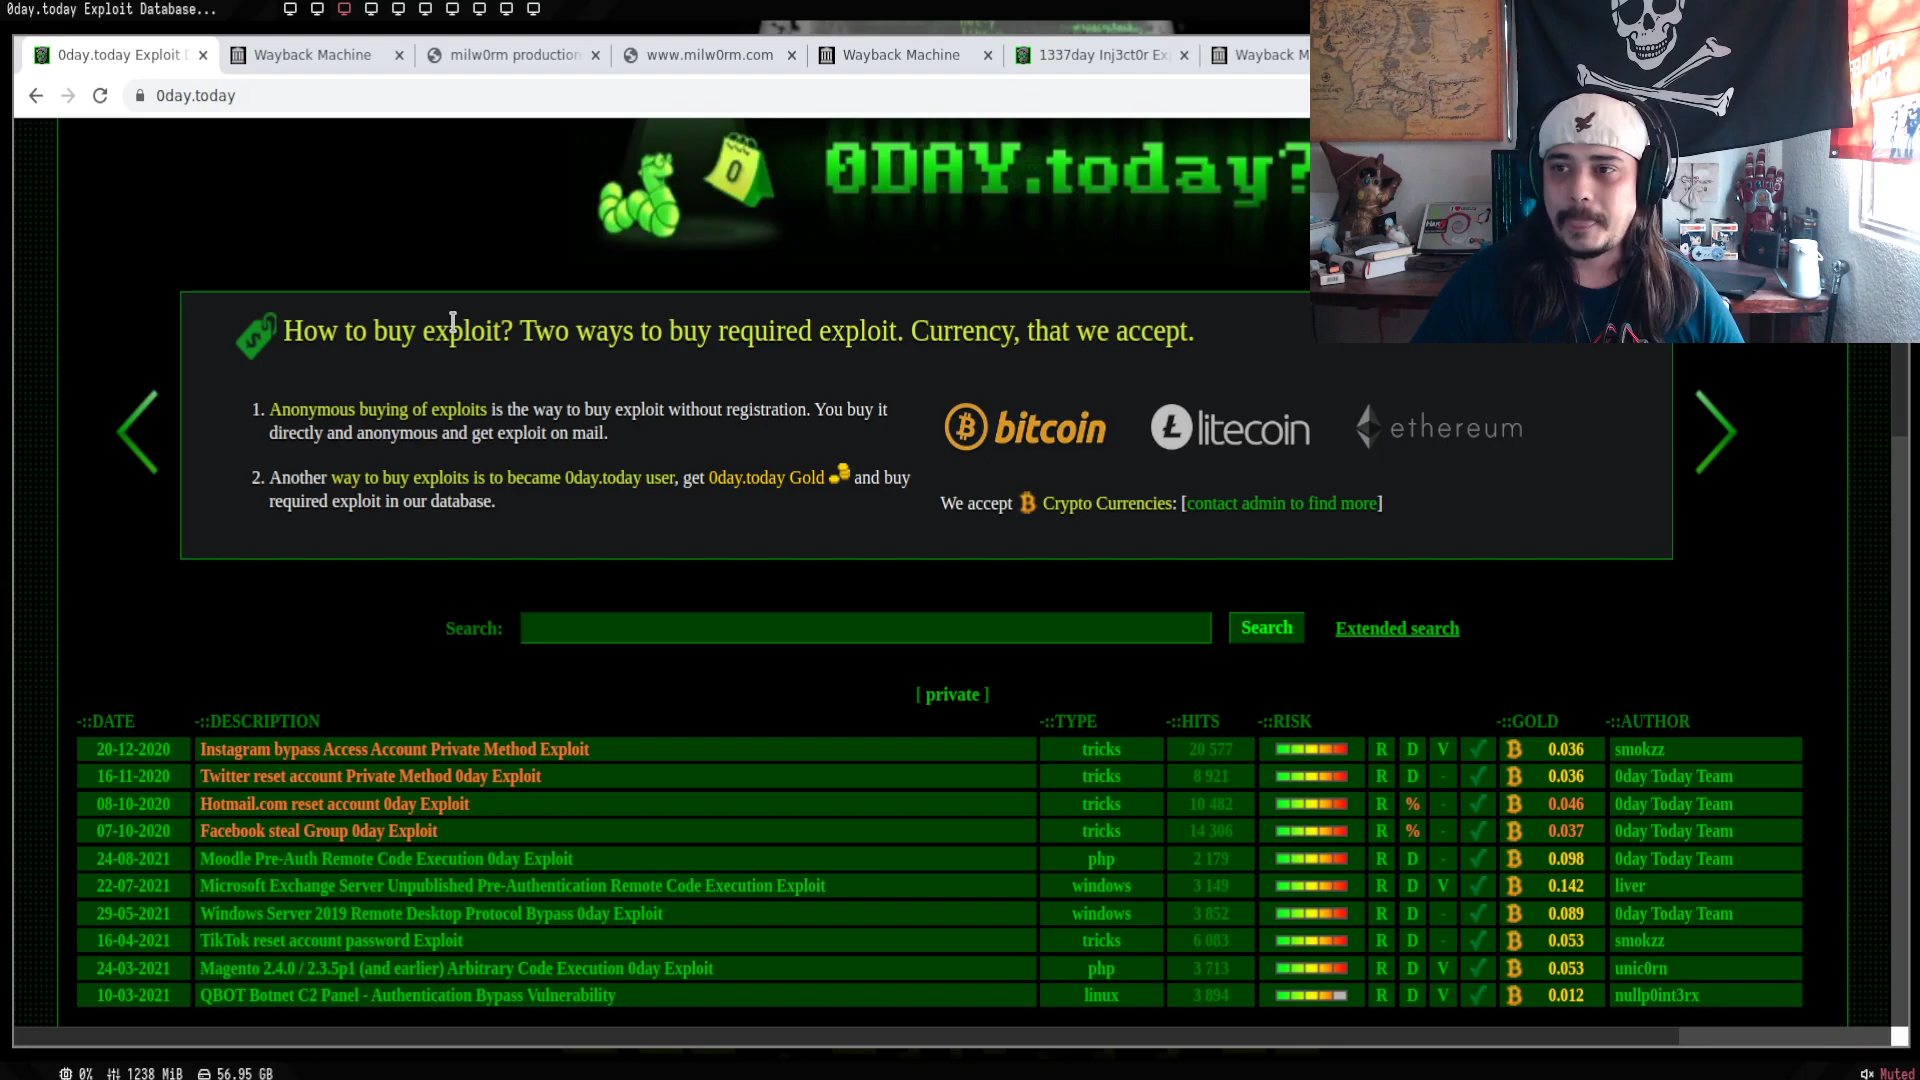 0day.today Exploit Database...
0day.today Exploit D
Wayback Machine
milw0rm production
www.milw0rm.com
Wayback Machine
1337day Inj3ct0r Ex
Wayback M
0day.today
0DAY.today?
0
How to buy exploit? Two ways to buy required exploit. Currency, that we accept.
1. Anonymous buying of exploits is the way to buy exploit without registration. You buy it
directly and anonymous and get exploit on mail.
2. Another way to buy exploits is to became 0day.today user, get 0day.today Gold and buy
required exploit in our database.
bitcoin litecoin ethereum
We accept Crypto Currencies: [contact admin to find more]
Search: Search Extended search
[ private ]
-::DATE -::DESCRIPTION -::TYPE -::HITS -::RISK -::GOLD -::AUTHOR
20-12-2020 Instagram bypass Access Account Private Method Exploit tricks 20 577 R D V 0.036 smokzz
16-11-2020 Twitter reset account Private Method 0day Exploit tricks 8 921 R D - 0.036 0day Today Team
08-10-2020 Hotmail.com reset account 0day Exploit tricks 10 482 R % - 0.046 0day Today Team
07-10-2020 Facebook steal Group 0day Exploit tricks 14 306 R % - 0.037 0day Today Team
24-08-2021 Moodle Pre-Auth Remote Code Execution 0day Exploit php 2 179 R D - 0.098 0day Today Team
22-07-2021 Microsoft Exchange Server Unpublished Pre-Authentication Remote Code Execution Exploit windows 3 149 R D V 0.142 liver
29-05-2021 Windows Server 2019 Remote Desktop Protocol Bypass 0day Exploit windows 3 852 R D - 0.089 0day Today Team
16-04-2021 TikTok reset account password Exploit tricks 6 083 R D - 0.053 smokzz
24-03-2021 Magento 2.4.0 / 2.3.5p1 (and earlier) Arbitrary Code Execution 0day Exploit php 3 713 R D V 0.053 unic0rn
10-03-2021 QBOT Botnet C2 Panel - Authentication Bypass Vulnerability linux 3 894 R D V 0.012 nullp0int3rx
0% 1238 MiB 56.95 GB
Muted